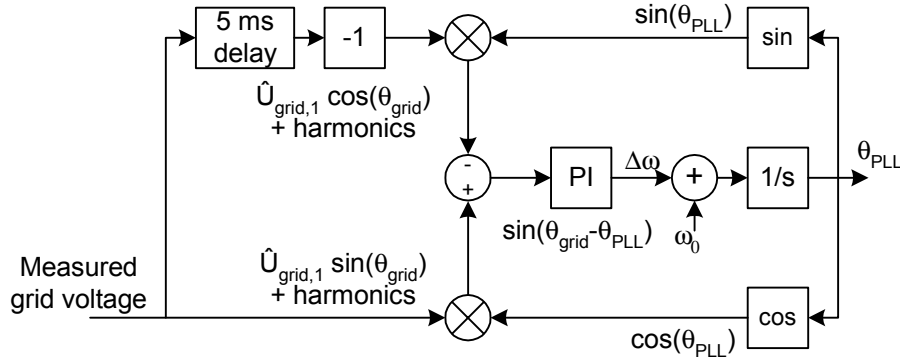 sin(θPLL)
5 ms
delay
-1
sin
Ûgrid,1 cos(θgrid)
+ harmonics
-
+
PI
Δω
+
1/s
θPLL
sin(θgrid-θPLL)
ω0
Measured
grid voltage
Ûgrid,1 sin(θgrid)
+ harmonics
cos
cos(θPLL)